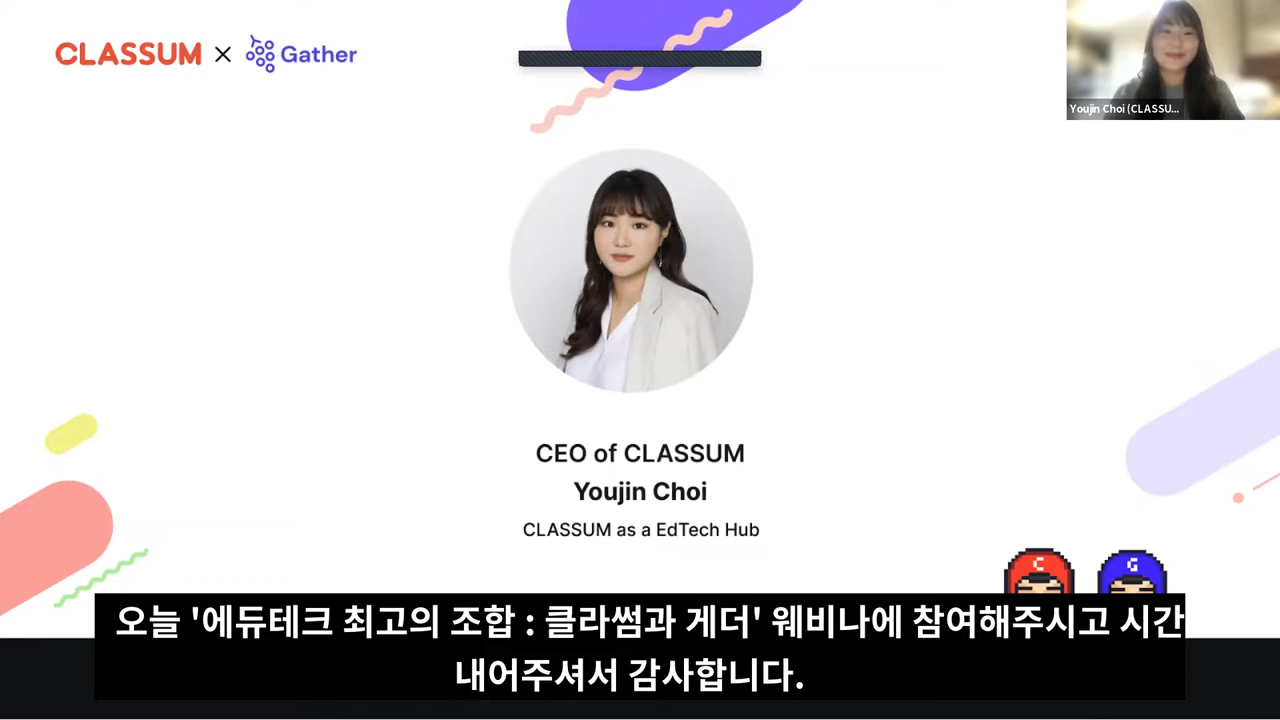 CLASSUM × Gather
Youjin Choi (CLASSU...
CEO of CLASSUM
Youjin Choi
CLASSUM as a EdTech Hub
C
G
오늘 '에듀테크 최고의 조합 : 클라썸과 게더' 웨비나에 참여해주시고 시간
내어주셔서 감사합니다.